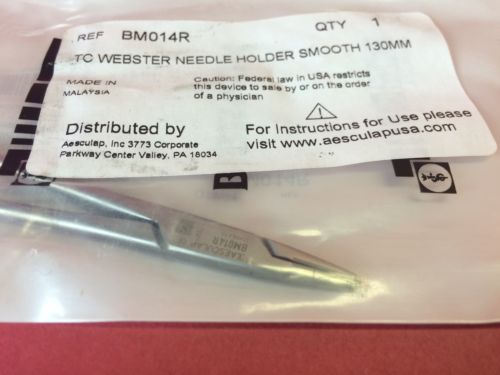 REF BM014R QTY 1
TC WEBSTER NEEDLE HOLDER SMOOTH 130MM
MADE IN
MALAYSIA
Caution: Federal law in USA restricts
this device to sale by or on the order
of a physician
Distributed by
Aesculap, Inc 3773 Corporate
Parkway Center Valley, PA 18034
For Instructions for Use please
visit www.aesculapusa.com
AESCULAP
BM014R